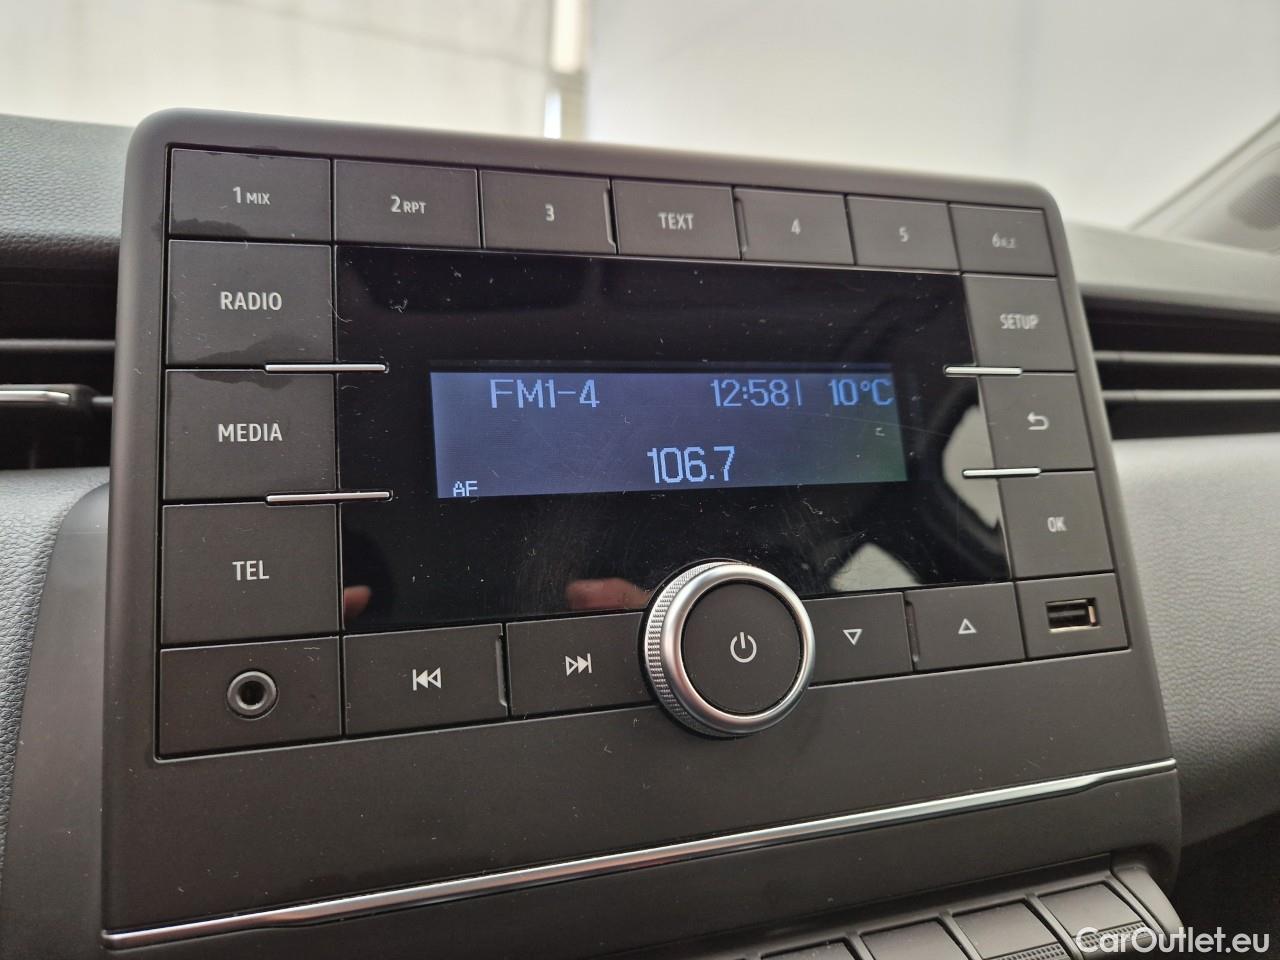 1 MIX
2 RPT
3
TEXT
4
5
RADIO
SETUP
FM1-4 12:58 10°C
MEDIA
106.7
AF
OK
TEL
CarOutlet.eu